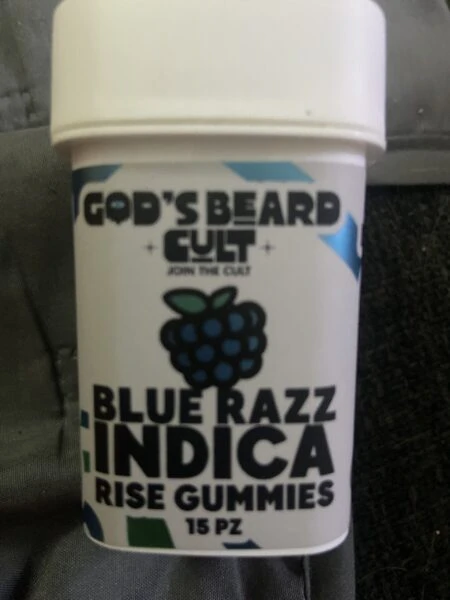 GOD'S BEARD
CULT
JOIN THE CULT
BLUE RAZZ
INDICA
RISE GUMMIES
15 PZ